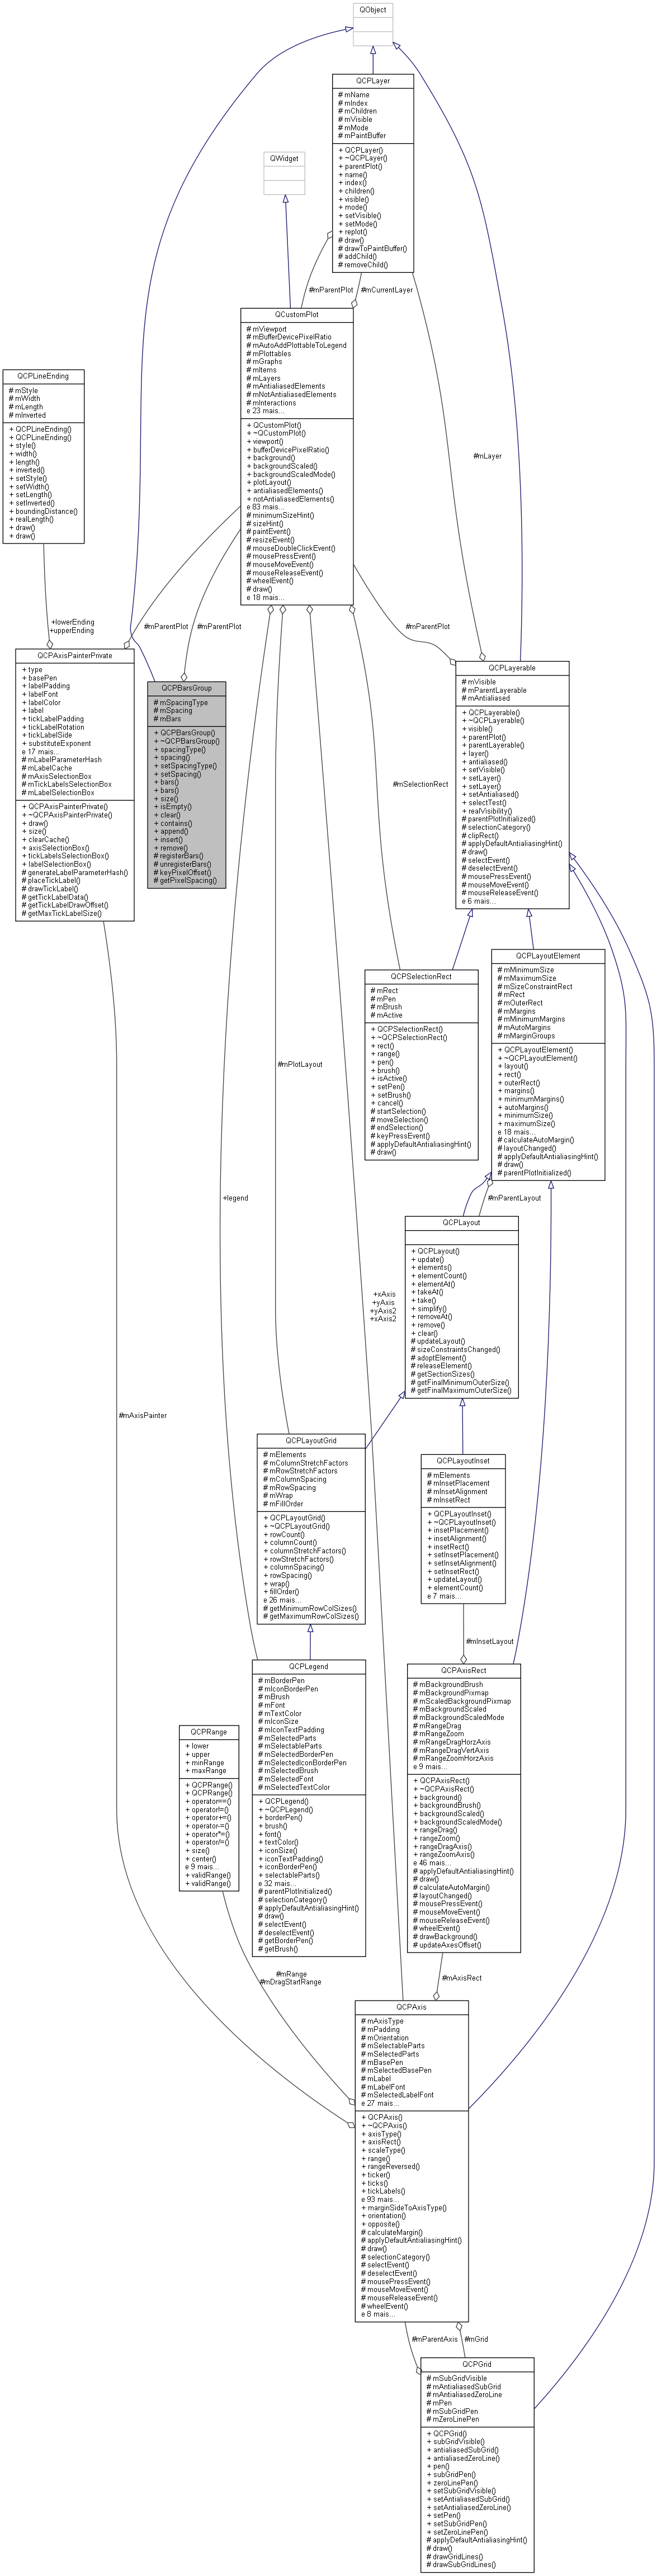 QObject
QCPLayer
# mName
# mIndex
# mChildren
# mVisible
# mMode
# mPaintBuffer
+ QCPLayer()
+ ~QCPLayer()
+ parentPlot()
+ name()
+ index()
+ children()
+ visible()
+ mode()
+ setVisible()
+ setMode()
+ replot()
# draw()
# drawToPaintBuffer()
# addChild()
# removeChild()
QWidget
#mParentPlot
#mCurrentLayer
QCustomPlot
# mViewport
# mBufferDevicePixelRatio
# mAutoAddPlottableToLegend
# mPlottables
# mGraphs
# mItems
# mLayers
# mAntialiasedElements
# mNotAntialiasedElements
# mInteractions
e 23 mais...
+ QCustomPlot()
+ ~QCustomPlot()
+ viewport()
+ bufferDevicePixelRatio()
+ background()
+ backgroundScaled()
+ backgroundScaledMode()
+ plotLayout()
+ antialiasedElements()
+ notAntialiasedElements()
e 83 mais...
# minimumSizeHint()
# sizeHint()
# paintEvent()
# resizeEvent()
# mouseDoubleClickEvent()
# mousePressEvent()
# mouseMoveEvent()
# mouseReleaseEvent()
# wheelEvent()
# draw()
e 18 mais...
QCPLineEnding
# mStyle
# mWidth
# mLength
# mInverted
+ QCPLineEnding()
+ QCPLineEnding()
+ style()
+ width()
+ length()
+ inverted()
+ setStyle()
+ setWidth()
+ setLength()
+ setInverted()
+ boundingDistance()
+ realLength()
+ draw()
+ draw()
#mLayer
+lowerEnding
+upperEnding
#mParentPlot
#mParentPlot
#mParentPlot
QCPAxisPainterPrivate
+ type
+ basePen
+ labelPadding
+ labelFont
+ labelColor
+ label
+ tickLabelPadding
+ tickLabelRotation
+ tickLabelSide
+ substituteExponent
e 17 mais...
# mLabelParameterHash
# mLabelCache
# mAxisSelectionBox
# mTickLabelsSelectionBox
# mLabelSelectionBox
+ QCPAxisPainterPrivate()
+ ~QCPAxisPainterPrivate()
+ draw()
+ size()
+ clearCache()
+ axisSelectionBox()
+ tickLabelsSelectionBox()
+ labelSelectionBox()
# generateLabelParameterHash()
# placeTickLabel()
# drawTickLabel()
# getTickLabelData()
# getTickLabelDrawOffset()
# getMaxTickLabelSize()
QCPBarsGroup
# mSpacingType
# mSpacing
# mBars
+ QCPBarsGroup()
+ ~QCPBarsGroup()
+ spacingType()
+ spacing()
+ setSpacingType()
+ setSpacing()
+ bars()
+ bars()
+ size()
+ isEmpty()
+ clear()
+ contains()
+ append()
+ insert()
+ remove()
# registerBars()
# unregisterBars()
# keyPixelOffset()
# getPixelSpacing()
QCPLayerable
# mVisible
# mParentLayerable
# mAntialiased
+ QCPLayerable()
+ ~QCPLayerable()
+ visible()
+ parentPlot()
+ parentLayerable()
+ layer()
+ antialiased()
+ setVisible()
+ setLayer()
+ setLayer()
+ setAntialiased()
+ selectTest()
+ realVisibility()
# parentPlotInitialized()
# selectionCategory()
# clipRect()
# applyDefaultAntialiasingHint()
# draw()
# selectEvent()
# deselectEvent()
# mousePressEvent()
# mouseMoveEvent()
# mouseReleaseEvent()
e 6 mais...
#mSelectionRect
QCPSelectionRect
# mRect
# mPen
# mBrush
# mActive
+ QCPSelectionRect()
+ ~QCPSelectionRect()
+ rect()
+ range()
+ pen()
+ brush()
+ isActive()
+ setPen()
+ setBrush()
+ cancel()
# startSelection()
# moveSelection()
# endSelection()
# keyPressEvent()
# applyDefaultAntialiasingHint()
# draw()
QCPLayoutElement
# mMinimumSize
# mMaximumSize
# mSizeConstraintRect
# mRect
# mOuterRect
# mMargins
# mMinimumMargins
# mAutoMargins
# mMarginGroups
+ QCPLayoutElement()
+ ~QCPLayoutElement()
+ layout()
+ rect()
+ outerRect()
+ margins()
+ minimumMargins()
+ autoMargins()
+ minimumSize()
+ maximumSize()
e 18 mais...
# calculateAutoMargin()
# layoutChanged()
# applyDefaultAntialiasingHint()
# draw()
# parentPlotInitialized()
#mPlotLayout
+legend
#mParentLayout
QCPLayout
+ QCPLayout()
+ update()
+ elements()
+ elementCount()
+ elementAt()
+ takeAt()
+ take()
+ simplify()
+ removeAt()
+ remove()
+ clear()
# updateLayout()
# sizeConstraintsChanged()
# adoptElement()
# releaseElement()
# getSectionSizes()
# getFinalMinimumOuterSize()
# getFinalMaximumOuterSize()
+xAxis
+yAxis
+yAxis2
+xAxis2
#mAxisPainter
QCPLayoutGrid
# mElements
# mColumnStretchFactors
# mRowStretchFactors
# mColumnSpacing
# mRowSpacing
# mWrap
# mFillOrder
+ QCPLayoutGrid()
+ ~QCPLayoutGrid()
+ rowCount()
+ columnCount()
+ columnStretchFactors()
+ rowStretchFactors()
+ columnSpacing()
+ rowSpacing()
+ wrap()
+ fillOrder()
e 26 mais...
# getMinimumRowColSizes()
# getMaximumRowColSizes()
QCPLayoutInset
# mElements
# mInsetPlacement
# mInsetAlignment
# mInsetRect
+ QCPLayoutInset()
+ ~QCPLayoutInset()
+ insetPlacement()
+ insetAlignment()
+ insetRect()
+ setInsetPlacement()
+ setInsetAlignment()
+ setInsetRect()
+ updateLayout()
+ elementCount()
e 7 mais...
#mInsetLayout
QCPLegend
# mBorderPen
# mIconBorderPen
# mBrush
# mFont
# mTextColor
# mIconSize
# mIconTextPadding
# mSelectedParts
# mSelectableParts
# mSelectedBorderPen
# mSelectedIconBorderPen
# mSelectedBrush
# mSelectedFont
# mSelectedTextColor
+ QCPLegend()
+ ~QCPLegend()
+ borderPen()
+ brush()
+ font()
+ textColor()
+ iconSize()
+ iconTextPadding()
+ iconBorderPen()
+ selectableParts()
e 32 mais...
# parentPlotInitialized()
# selectionCategory()
# applyDefaultAntialiasingHint()
# draw()
# selectEvent()
# deselectEvent()
# getBorderPen()
# getBrush()
QCPAxisRect
# mBackgroundBrush
# mBackgroundPixmap
# mScaledBackgroundPixmap
# mBackgroundScaled
# mBackgroundScaledMode
# mRangeDrag
# mRangeZoom
# mRangeDragHorzAxis
# mRangeDragVertAxis
# mRangeZoomHorzAxis
e 9 mais...
+ QCPAxisRect()
+ ~QCPAxisRect()
+ background()
+ backgroundBrush()
+ backgroundScaled()
+ backgroundScaledMode()
+ rangeDrag()
+ rangeZoom()
+ rangeDragAxis()
+ rangeZoomAxis()
e 46 mais...
# applyDefaultAntialiasingHint()
# draw()
# calculateAutoMargin()
# layoutChanged()
# mousePressEvent()
# mouseMoveEvent()
# mouseReleaseEvent()
# wheelEvent()
# drawBackground()
# updateAxesOffset()
QCPRange
+ lower
+ upper
+ minRange
+ maxRange
+ QCPRange()
+ QCPRange()
+ operator==()
+ operator!=()
+ operator+=()
+ operator-=()
+ operator*=()
+ operator/=()
+ size()
+ center()
e 9 mais...
+ validRange()
+ validRange()
#mRange
#mDragStartRange
#mAxisRect
QCPAxis
# mAxisType
# mPadding
# mOrientation
# mSelectableParts
# mSelectedParts
# mBasePen
# mSelectedBasePen
# mLabel
# mLabelFont
# mSelectedLabelFont
e 27 mais...
+ QCPAxis()
+ ~QCPAxis()
+ axisType()
+ axisRect()
+ scaleType()
+ range()
+ rangeReversed()
+ ticker()
+ ticks()
+ tickLabels()
e 93 mais...
+ marginSideToAxisType()
+ orientation()
+ opposite()
# calculateMargin()
# applyDefaultAntialiasingHint()
# draw()
# selectionCategory()
# selectEvent()
# deselectEvent()
# mousePressEvent()
# mouseMoveEvent()
# mouseReleaseEvent()
# wheelEvent()
e 8 mais...
#mParentAxis
#mGrid
QCPGrid
# mSubGridVisible
# mAntialiasedSubGrid
# mAntialiasedZeroLine
# mPen
# mSubGridPen
# mZeroLinePen
+ QCPGrid()
+ subGridVisible()
+ antialiasedSubGrid()
+ antialiasedZeroLine()
+ pen()
+ subGridPen()
+ zeroLinePen()
+ setSubGridVisible()
+ setAntialiasedSubGrid()
+ setAntialiasedZeroLine()
+ setPen()
+ setSubGridPen()
+ setZeroLinePen()
# applyDefaultAntialiasingHint()
# draw()
# drawGridLines()
# drawSubGridLines()